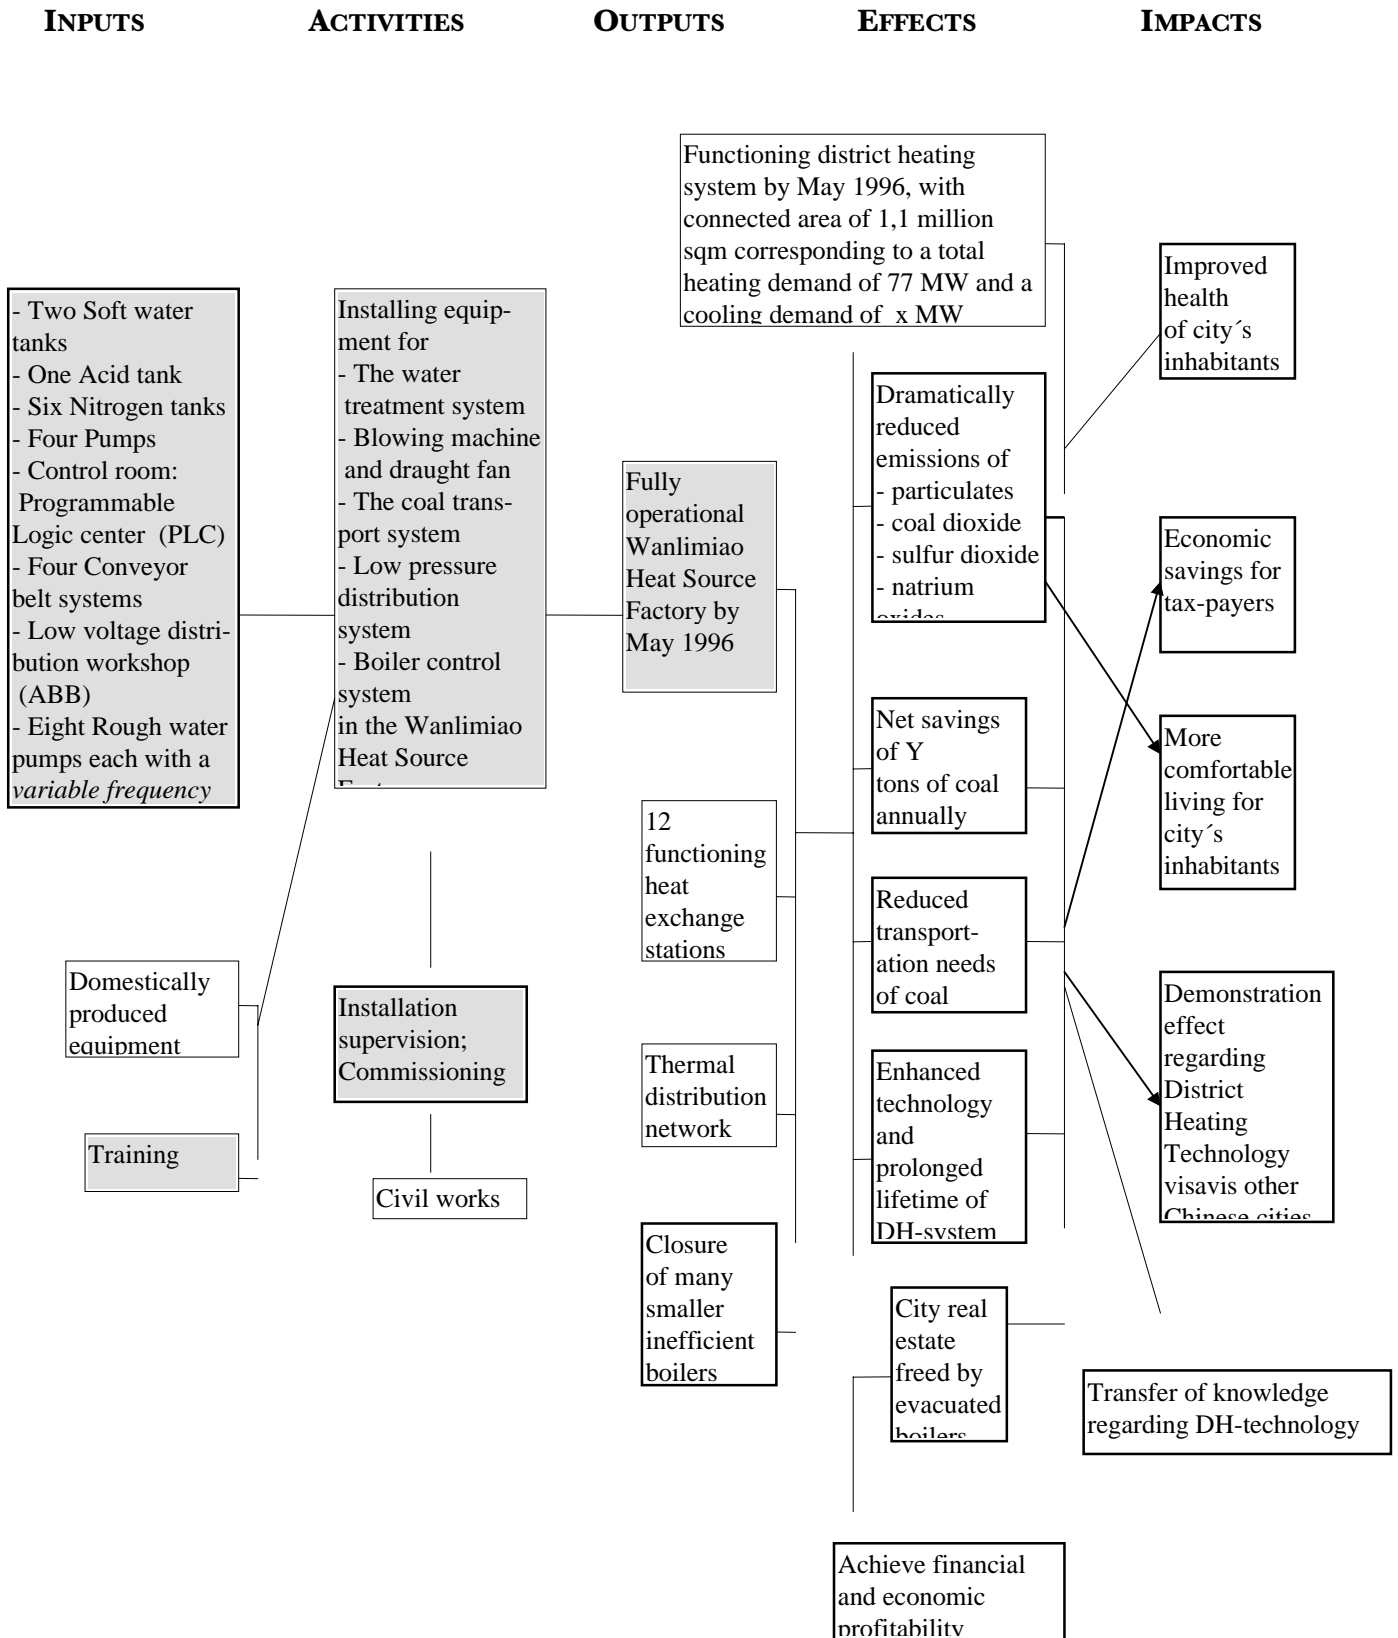 INPUTS ACTIVITIES OUTPUTS EFFECTS IMPACTS
- Two Soft water
tanks
- One Acid tank
- Six Nitrogen tanks
- Four Pumps
- Control room:
Programmable
Logic center (PLC)
- Four Conveyor
belt systems
- Low voltage distri-
bution workshop
(ABB)
- Eight Rough water
pumps each with a
variable frequency
Domestically
produced
equipment
Training
Installing equip-
ment for
- The water
treatment system
- Blowing machine
and draught fan
- The coal trans-
port system
- Low pressure
distribution
system
- Boiler control
system
in the Wanlimiao
Heat Source
Installation
supervision;
Commissioning
Civil works
Fully
operational
Wanlimiao
Heat Source
Factory by
May 1996
12
functioning
heat
exchange
stations
Thermal
distribution
network
Closure
of many
smaller
inefficient
boilers
Functioning district heating
system by May 1996, with
connected area of 1,1 million
sqm corresponding to a total
heating demand of 77 MW and a
cooling demand of x MW
Dramatically
reduced
emissions of
- particulates
- coal dioxide
- sulfur dioxide
- natrium
oxides
Net savings
of Y
tons of coal
annually
Reduced
transport-
ation needs
of coal
Enhanced
technology
and
prolonged
lifetime of
DH-system
City real
estate
freed by
evacuated
boilers
Achieve financial
and economic
profitability
Improved
health
of city´s
inhabitants
Economic
savings for
tax-payers
More
comfortable
living for
city´s
inhabitants
Demonstration
effect
regarding
District
Heating
Technology
visavis other
Chinese cities
Transfer of knowledge
regarding DH-technology